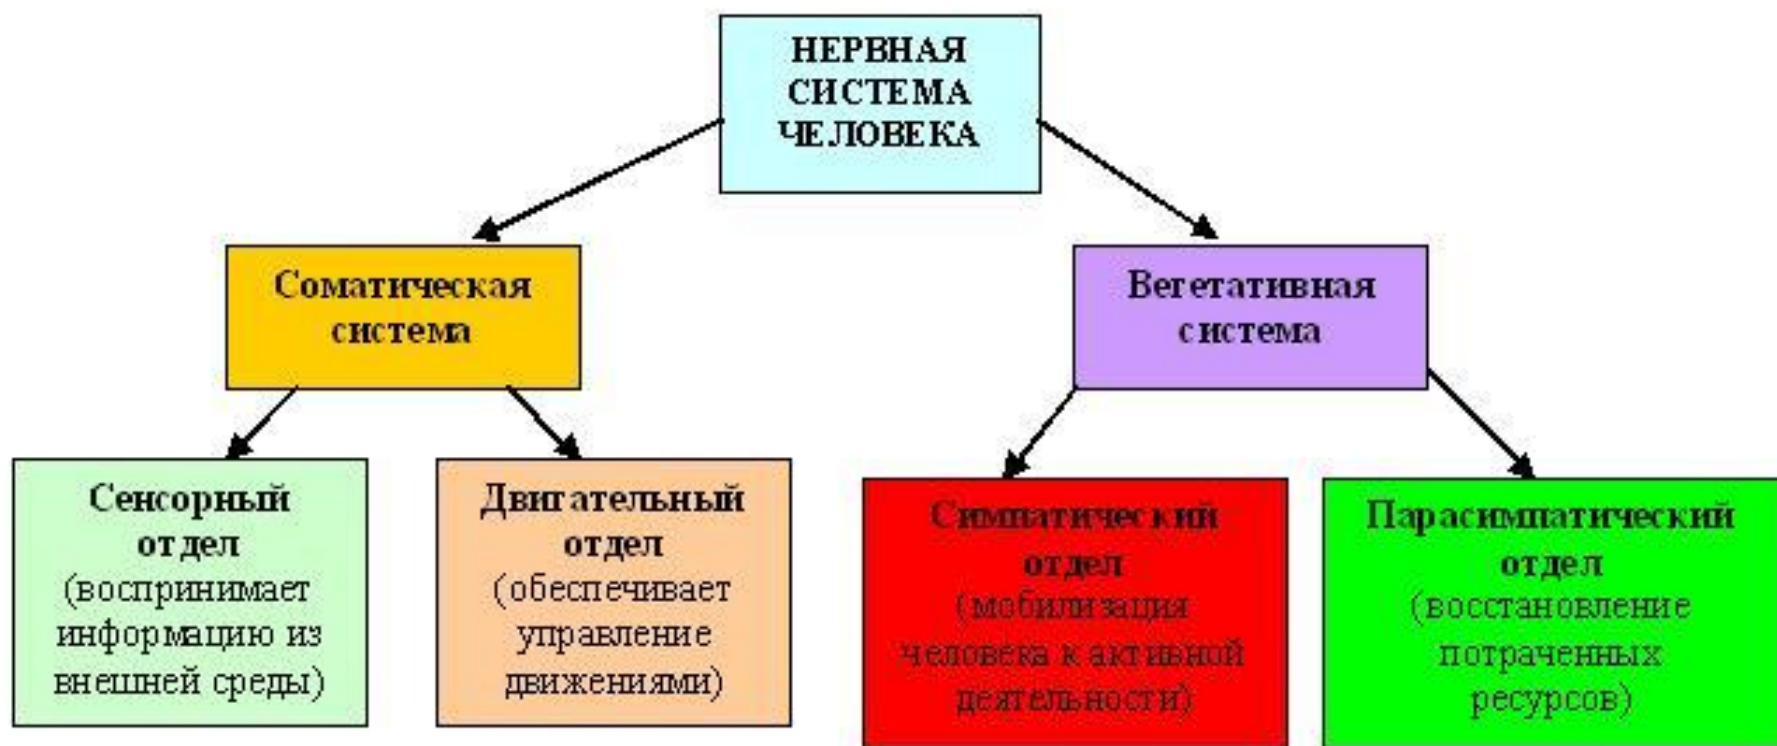 НЕРВНАЯ
СИСТЕМА
ЧЕЛОВЕКА
Соматическая
система
Вегетативная
система
Сенсорный
отдел
(воспринимает
информацию из
внешней среды)
Двигательный
отдел
(обеспечивает
управление
движениями)
Симпатический
отдел
(мобилизация
человека к активной
деятельности)
Парасимпатический
отдел
(восстановление
потраченных
ресурсов)